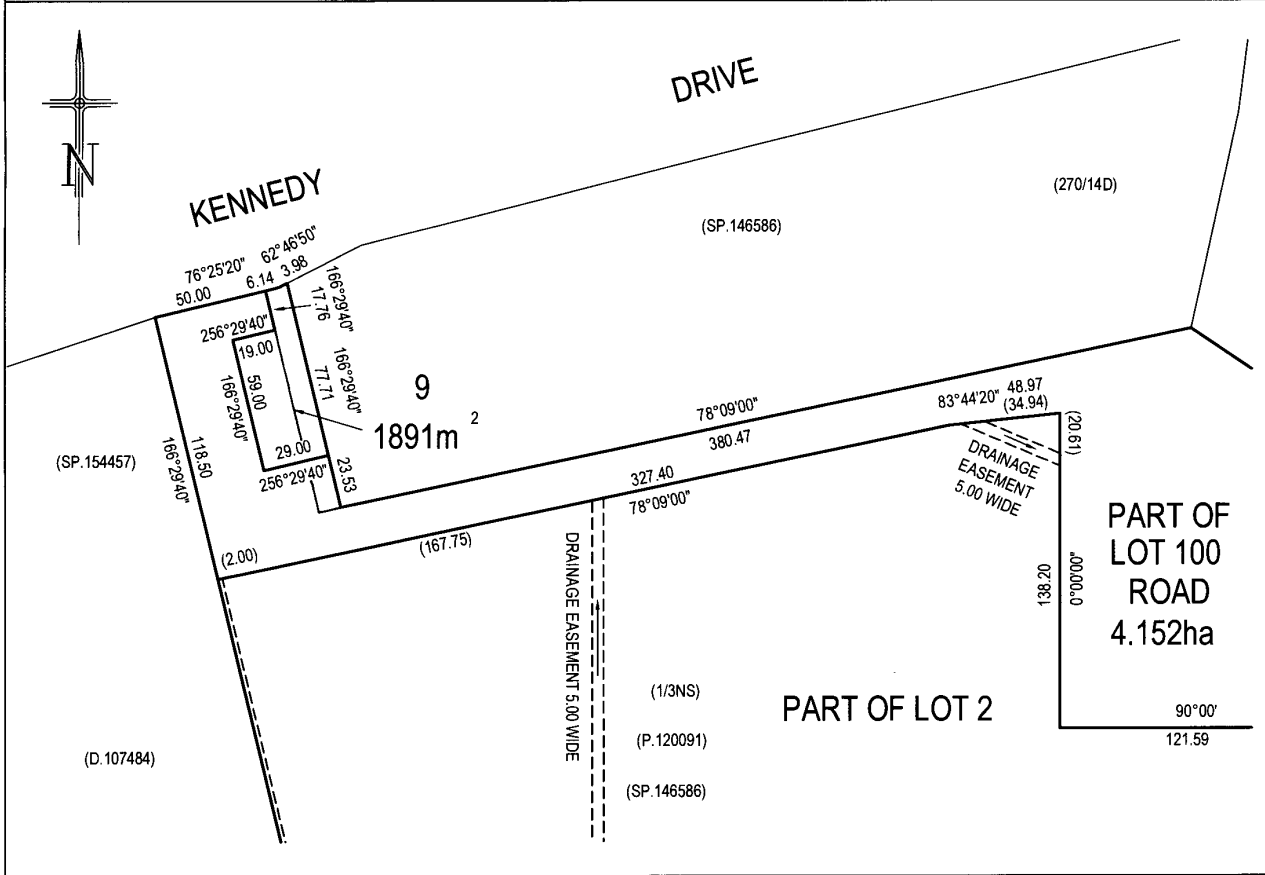 DRIVE
N
KENNEDY
(270/14D)
(SP.146586)
76°25'20"
62°46'50"
50.00
6.14
3.98
166°29'40"
17.76
256°29'40"
19.00
59.00
166°29'40"
77.71
166°29'40"
9
1891m 2
29.00
256°29'40"
23.53
118.50
166°29'40"
(SP.154457)
78°09'00"
380.47
83°44'20"
48.97
(34.94)
(20.61)
327.40
78°09'00"
DRAINAGE
EASEMENT
5.00 WIDE
(2.00)
(167.75)
DRAINAGE EASEMENT 5.00 WIDE
PART OF
LOT 100
ROAD
4.152ha
138.20
0°00'00"
(1/3NS)
PART OF LOT 2
(P.120091)
(SP.146586)
90°00'
121.59
(D.107484)